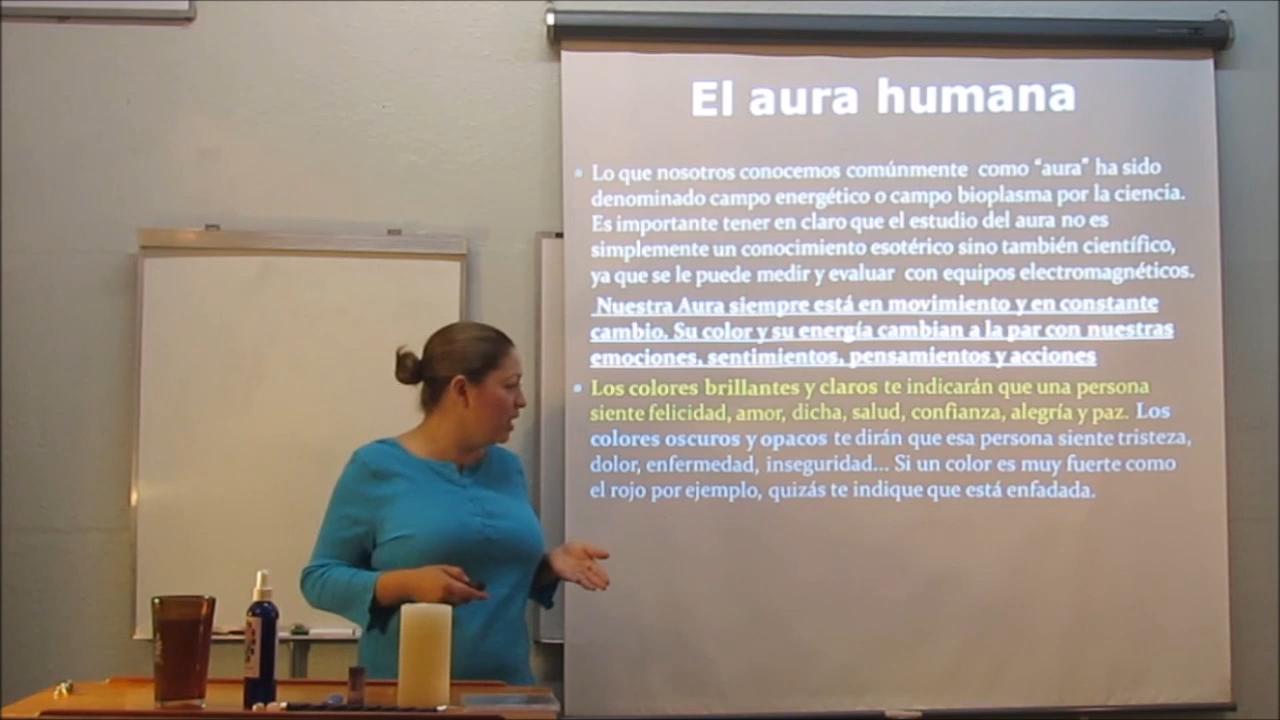 El aura humana
Lo que nosotros conocemos comúnmente como “aura” ha sido
denominado campo energético o campo bioplasma por la ciencia.
Es importante tener en claro que el estudio del aura no es
simplemente un conocimiento esotérico sino también científico,
ya que se le puede medir y evaluar con equipos electromagnéticos.
Nuestra Aura siempre está en movimiento y en constante
cambio. Su color y su energía cambian a la par con nuestras
emociones, sentimientos, pensamientos y acciones
Los colores brillantes y claros te indicarán que una persona
siente felicidad, amor, dicha, salud, confianza, alegría y paz. Los
colores oscuros y opacos te dirán que esa persona siente tristeza,
dolor, enfermedad, inseguridad... Si un color es muy fuerte como
el rojo por ejemplo, quizás te indique que está enfadada.